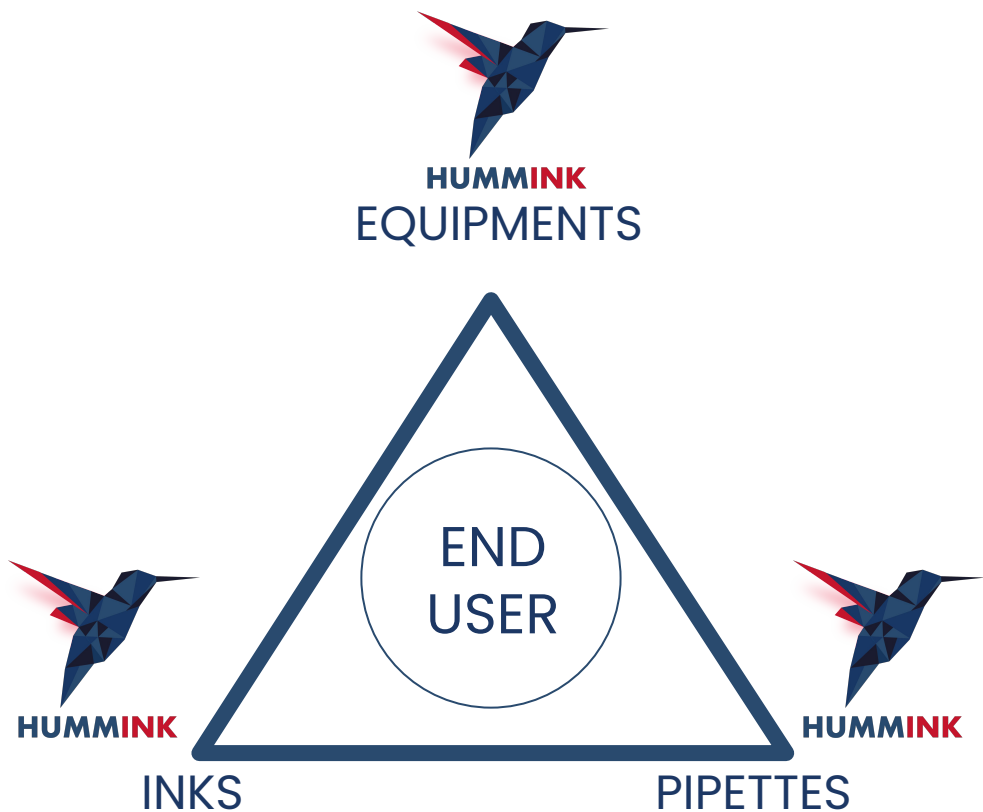 HUMMINK
EQUIPMENTS
END
USER
HUMMINK
HUMMINK
INKS
PIPETTES